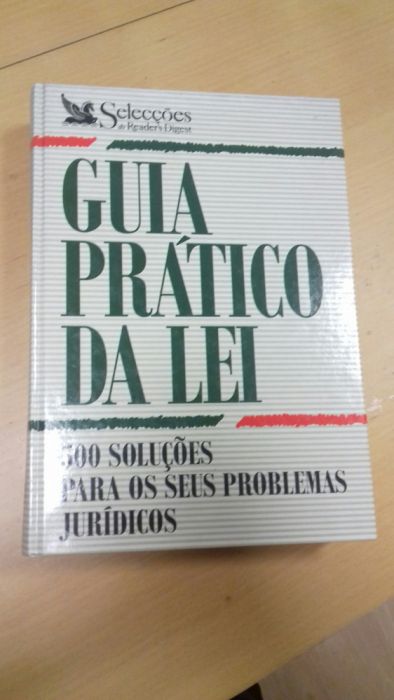 Selecções
do Reader's Digest
GUIA
PRÁTICO
DA LEI
500 SOLUÇÕES
PARA OS SEUS PROBLEMAS
JURÍDICOS